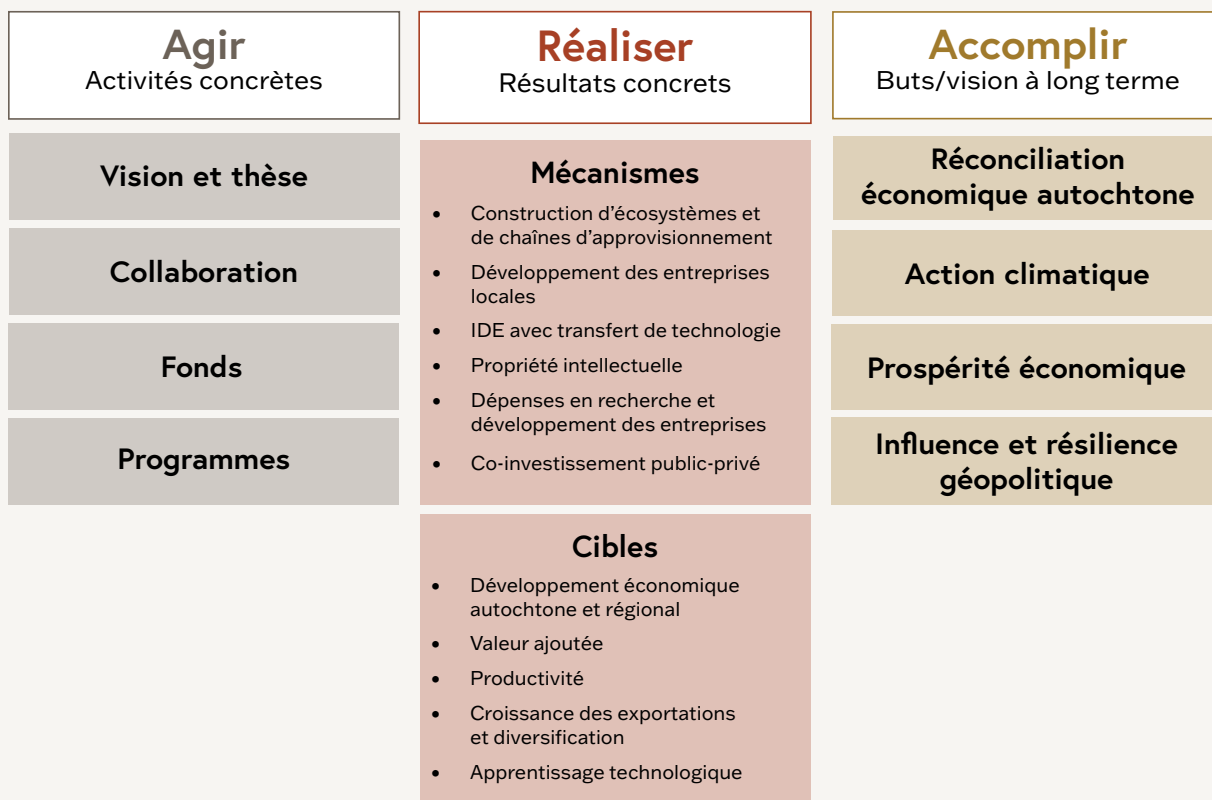 Agir
Activités concrètes
Vision et thèse
Collaboration
Fonds
Programmes
Réaliser
Résultats concrets
Mécanismes
• Construction d'écosystèmes et
de chaînes d'approvisionnement
• Développement des entreprises
locales
• IDE avec transfert de technologie
• Propriété intellectuelle
• Dépenses en recherche et
développement des entreprises
• Co-investissement public-privé
Cibles
• Développement économique
autochtone et régional
• Valeur ajoutée
• Productivité
• Croissance des exportations
et diversification
• Apprentissage technologique
Accomplir
Buts/vision à long terme
Réconciliation
économique autochtone
Action climatique
Prospérité économique
Influence et résilience
géopolitique